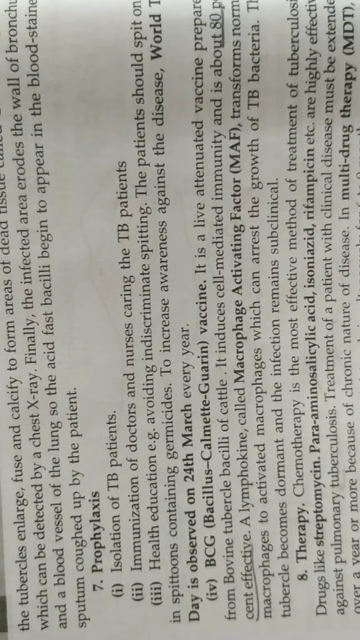 the tubercles enlarge, fuse and calcify to form areas of dead tissue called
which can be detected by a chest X-ray. Finally, the infected area erodes the wall of
and a blood vessel of the lung so the acid fast bacilli begin to appear in the
sputum coughed up by the patient.
7. Prophylaxis
(i) Isolation of TB patients.
(ii) Immunization of doctors and nurses caring the TB patients
(iii) Health education e.g, avoiding indiscriminate spitting. The patients should spit
in spittoons containing germicides. To increase awareness against the disease, World
Day is observed on 24th March every year.
(iv) BCG (Bacillus–Calmette-Guarin) vaccine. It is a live attenuated vaccine
from Bovine tubercle bacilli of cattle . It induces cell-mediated immunity and is about 80
cent effective. A lymphokine, called Macrophage Activating Factor (MAF), transforms
macrophages to activated macrophages which can arrest the growth of TB bacteria.
tubercle becomes dormant and the infection remains subclinical.
8. Therapy. Chemotherapy is the most effective method of treatment of
Drugs like streptomycin. Para-aminosalicylic acid, isoniazid, rifampicin etc. are highly
against pulmonary tuberculosis. Treatment of a patient with clinical disease must be
over a year or more because of chronic nature of disease. In multi-drug therapy (MDT),